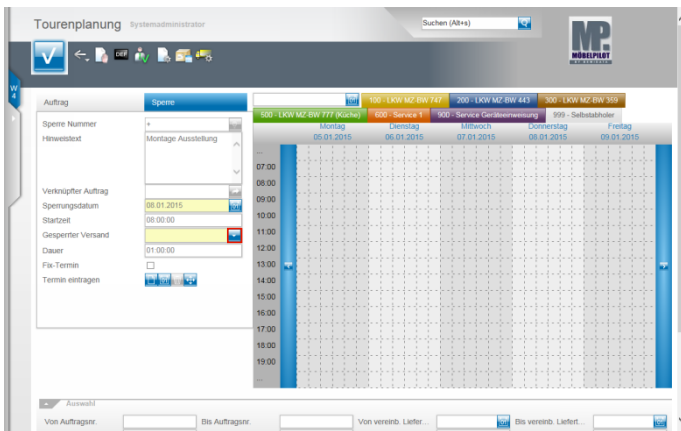 Tourenplanung Systemadministrator
Suchen (Alt+s)
MP
MÖBELPILOT
DEF
W
4
Auftrag Sperre
Sperre Nummer +
Hinweistext Montage Ausstellung
Verknüpfter Auftrag
Sperrungsdatum 08.01.2015
Startzeit 08:00:00
Gesperrter Versand
Dauer 01:00:00
Fix-Termin
Termin eintragen
100 - LKW MZ-BW 747 200 - LKW MZ-BW 443 300 - LKW MZ-BW 359
500 - LKW MZ-BW 777 (Küche) 600 - Service 1 900 - Service Geräteeinweisung 999 - Selbstabholer
Montag Dienstag Mittwoch Donnerstag Freitag
05.01.2015 06.01.2015 07.01.2015 08.01.2015 09.01.2015
...
07:00
08:00
09:00
10:00
11:00
12:00
13:00
14:00
15:00
16:00
17:00
18:00
19:00
...
Auswahl
Von Auftragsnr. Bis Auftragsnr. Von vereinb. Liefer... Bis vereinb. Liefert...